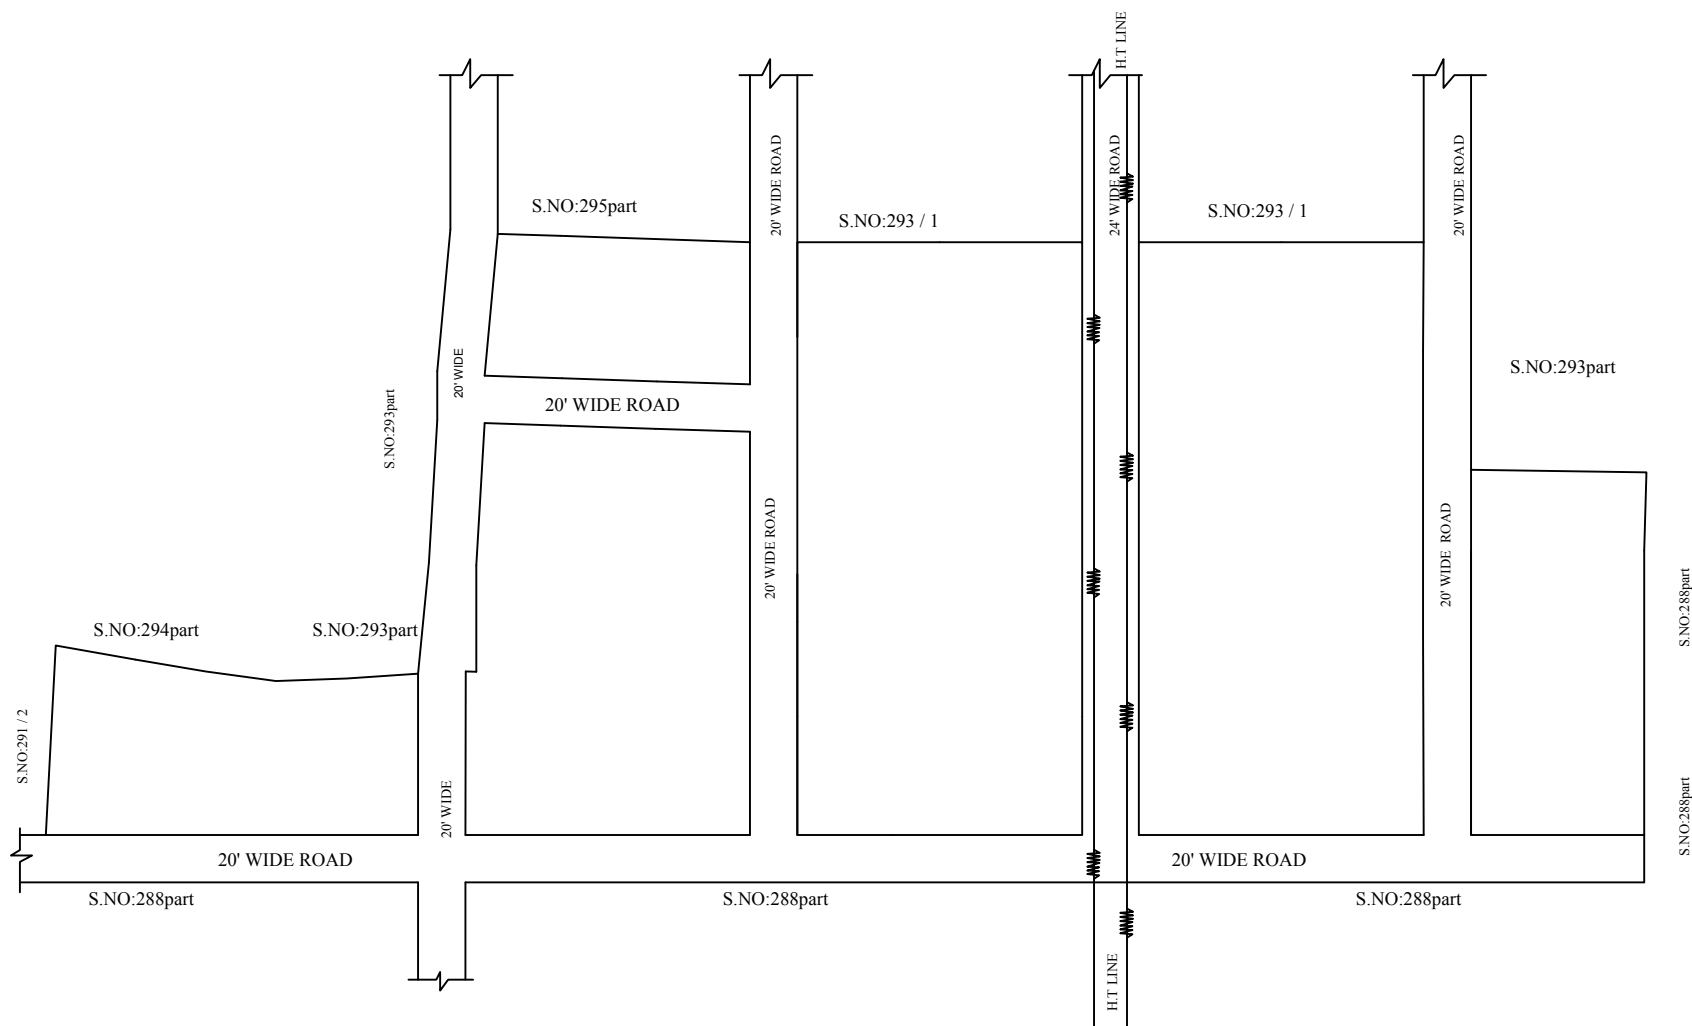 H.T LINE
20' WIDE ROAD
24' WIDE ROAD
20' WIDE ROAD
S.NO:295part
S.NO:293 / 1
S.NO:293 / 1
20' WIDE
S.NO:293part
S.NO:293part
20' WIDE ROAD
20' WIDE ROAD
20' WIDE ROAD
S.NO:288part
S.NO:294part
S.NO:293part
S.NO:291 / 2
20' WIDE
S.NO:288part
20' WIDE ROAD
20' WIDE ROAD
S.NO:288part
S.NO:288part
S.NO:288part
H.T LINE